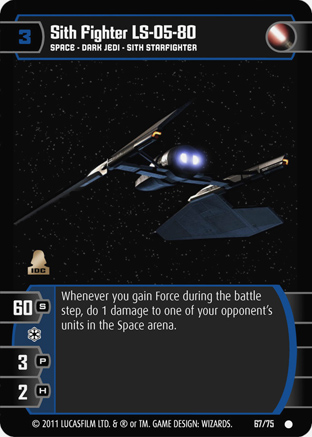 3 Sith Fighter LS-05-80
SPACE - DARK JEDI - SITH STARFIGHTER
IDC
60 S
Whenever you gain Force during the battle
step, do 1 damage to one of your opponent's
units in the Space arena.
3 P
2 H
© 2011 LUCASFILM LTD. & ® or TM. GAME DESIGN: WIZARDS. 67/75